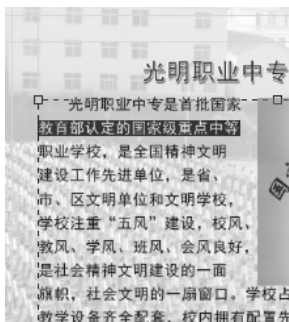 光明职业中专
光明职业中专是首批国家
教育部认定的国家级重点中等
职业学校，是全国精神文明
建设工作先进单位，是省、
市、区文明单位和文明学校，
学校注重“五风”建设，校风、
教风、学风、班风、会风良好，
是社会精神文明建设的一面
旗帜，社会文明的一扇窗口。学校占
教学设备齐全配套，校内拥有配置先